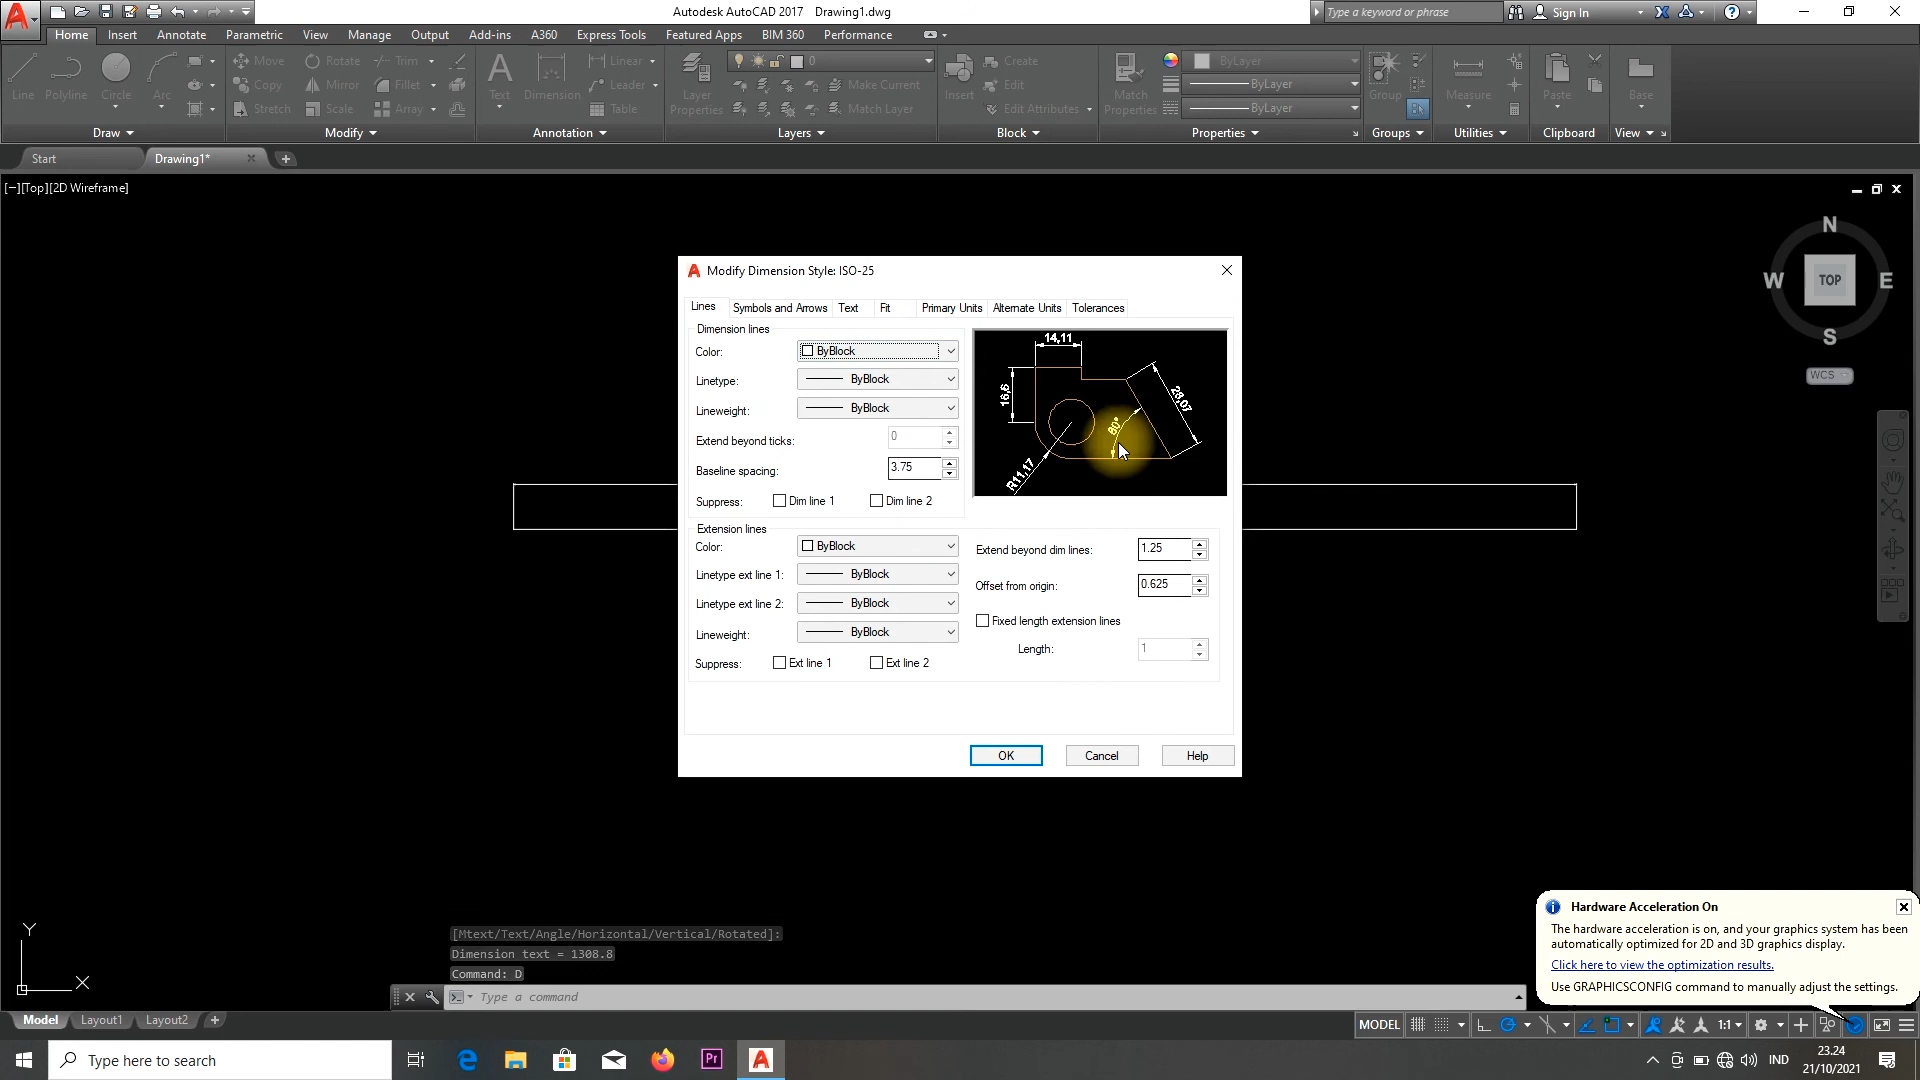 Autodesk AutoCAD 2017 Drawing1.dwg
Type a keyword or phrase
Sign In
Home Insert Annotate Parametric View Manage Output Add-ins A360 Express Tools Featured Apps BIM 360 Performance
Line Polyline Circle Arc
Move Rotate Trim
Copy Mirror Fillet
Stretch Scale Array
Text Dimension
Linear
Leader
Table
Layer
Properties
0
Make Current
Match Layer
Insert
Create
Edit
Edit Attributes
Match
Properties
ByLayer
ByLayer
ByLayer
Group
Measure
Paste
Base
Draw Modify Annotation Layers Block Properties Groups Utilities Clipboard View
Start Drawing1*
[−][Top][2D Wireframe]
N
W TOP E
S
WCS
Modify Dimension Style: ISO-25
Lines Symbols and Arrows Text Fit Primary Units Alternate Units Tolerances
Dimension lines
Color: ByBlock
Linetype: ByBlock
Lineweight: ByBlock
Extend beyond ticks: 0
Baseline spacing: 3.75
Suppress: Dim line 1 Dim line 2
14,11
16,6
28,07
60°
R11,17
Extension lines
Color: ByBlock
Linetype ext line 1: ByBlock
Linetype ext line 2: ByBlock
Lineweight: ByBlock
Suppress: Ext line 1 Ext line 2
Extend beyond dim lines: 1.25
Offset from origin: 0.625
Fixed length extension lines
Length: 1
OK Cancel Help
Hardware Acceleration On
The hardware acceleration is on, and your graphics system has been
automatically optimized for 2D and 3D graphics display.
Click here to view the optimization results.
Use GRAPHICSCONFIG command to manually adjust the settings.
Y
X
[Mtext/Text/Angle/Horizontal/Vertical/Rotated]:
Dimension text = 1308.8
Command: D
Type a command
Model Layout1 Layout2
MODEL 1:1
Type here to search
Pr
IND
23.24
21/10/2021